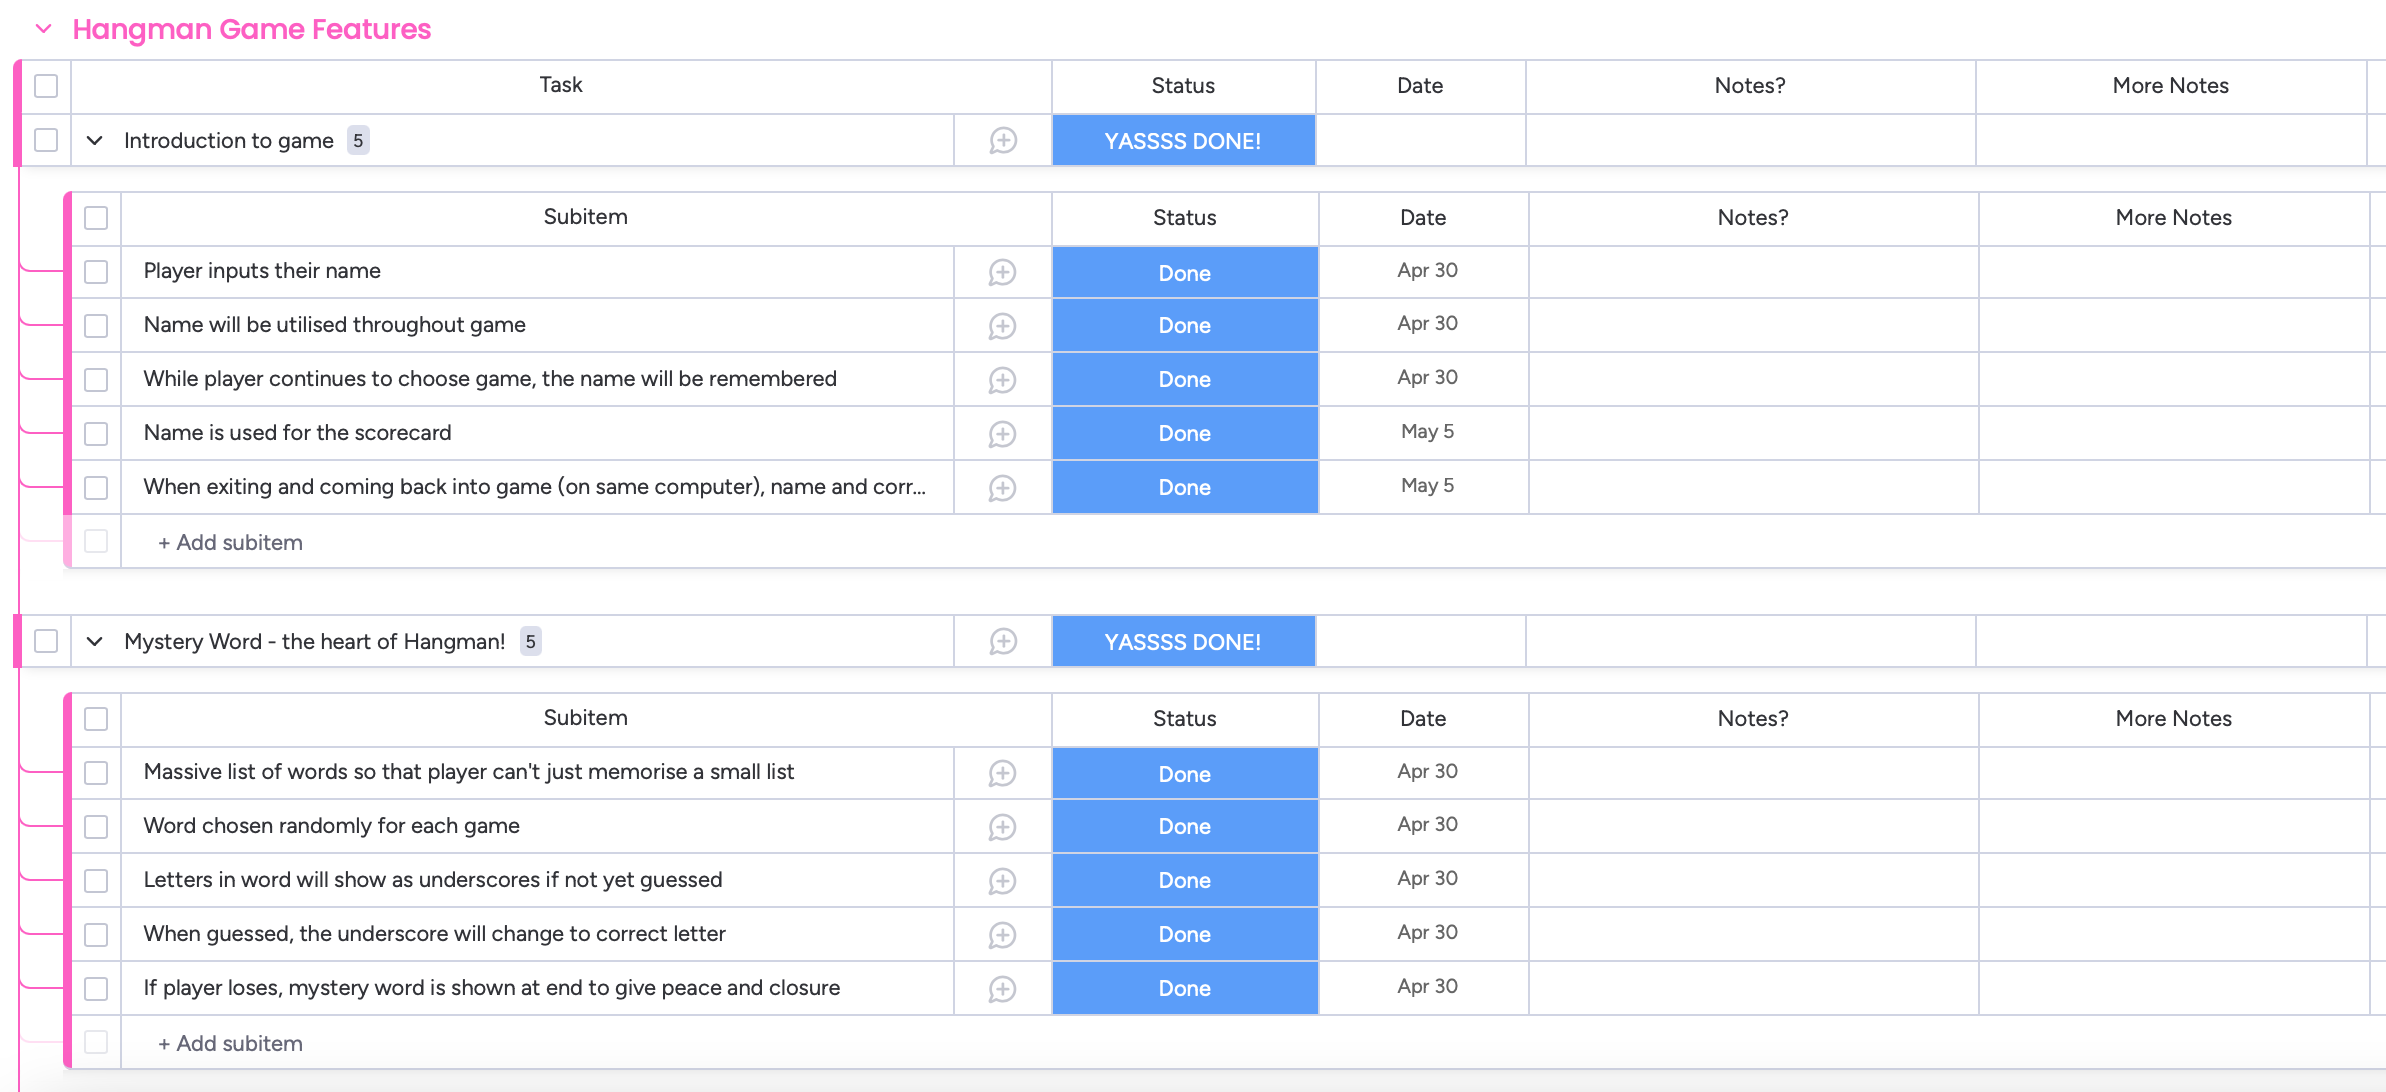 Hangman Game Features
Task Status Date Notes? More Notes
Introduction to game 5 YASSSS DONE!
Subitem Status Date Notes? More Notes
Player inputs their name Done Apr 30
Name will be utilised throughout game Done Apr 30
While player continues to choose game, the name will be remembered Done Apr 30
Name is used for the scorecard Done May 5
When exiting and coming back into game (on same computer), name and corr... Done May 5
+ Add subitem
Mystery Word - the heart of Hangman! 5 YASSSS DONE!
Subitem Status Date Notes? More Notes
Massive list of words so that player can't just memorise a small list Done Apr 30
Word chosen randomly for each game Done Apr 30
Letters in word will show as underscores if not yet guessed Done Apr 30
When guessed, the underscore will change to correct letter Done Apr 30
If player loses, mystery word is shown at end to give peace and closure Done Apr 30
+ Add subitem